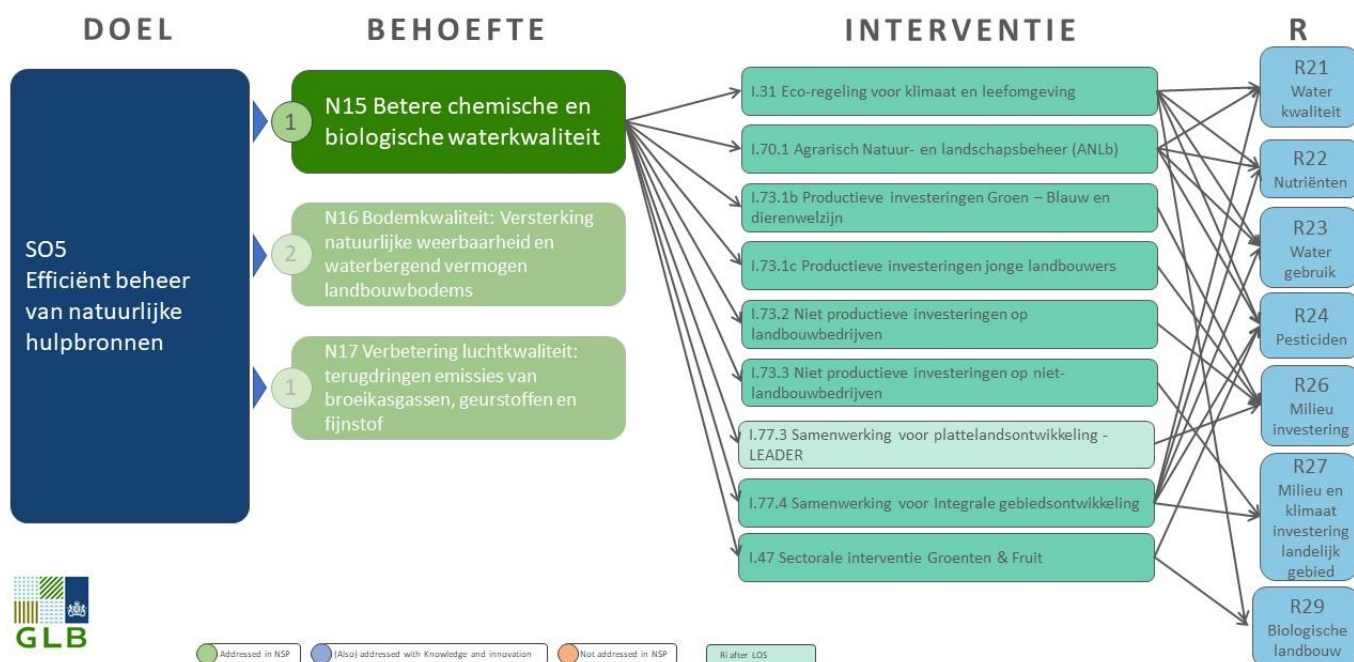 DOEL
BEHOEFTE
INTERVENTIE
R
SO5
Efficiënt beheer
van natuurlijke
hulpbronnen
1
N15 Betere chemische en
biologische waterkwaliteit
2
N16 Bodemkwaliteit: Versterking
natuurlijke weerbaarheid en
waterbergend vermogen
landbouwbodems
1
N17 Verbetering luchtkwaliteit:
terugdringen emissies van
broeikasgassen, geurstoffen en
fijnstof
I.31 Eco-regeling voor klimaat en leefomgeving
I.70.1 Agrarisch Natuur- en landschapsbeheer (ANLb)
I.73.1b Productieve investeringen Groen – Blauw en
dierenwelzijn
I.73.1c Productieve investeringen jonge landbouwers
I.73.2 Niet productieve investeringen op
landbouwbedrijven
I.73.3 Niet productieve investeringen op niet-
landbouwbedrijven
I.77.3 Samenwerking voor plattelandsontwikkeling -
LEADER
I.77.4 Samenwerking voor Integrale gebiedsontwikkeling
I.47 Sectorale interventie Groenten & Fruit
R21
Water
kwaliteit
R22
Nutriënten
R23
Water
gebruik
R24
Pesticiden
R26
Milieu
investering
R27
Milieu en
klimaat
investering
landelijk
gebied
R29
Biologische
landbouw
GLB
Addressed in NSP
(Also) addressed with Knowledge and innovation
Not addressed in NSP
Ri after LOS